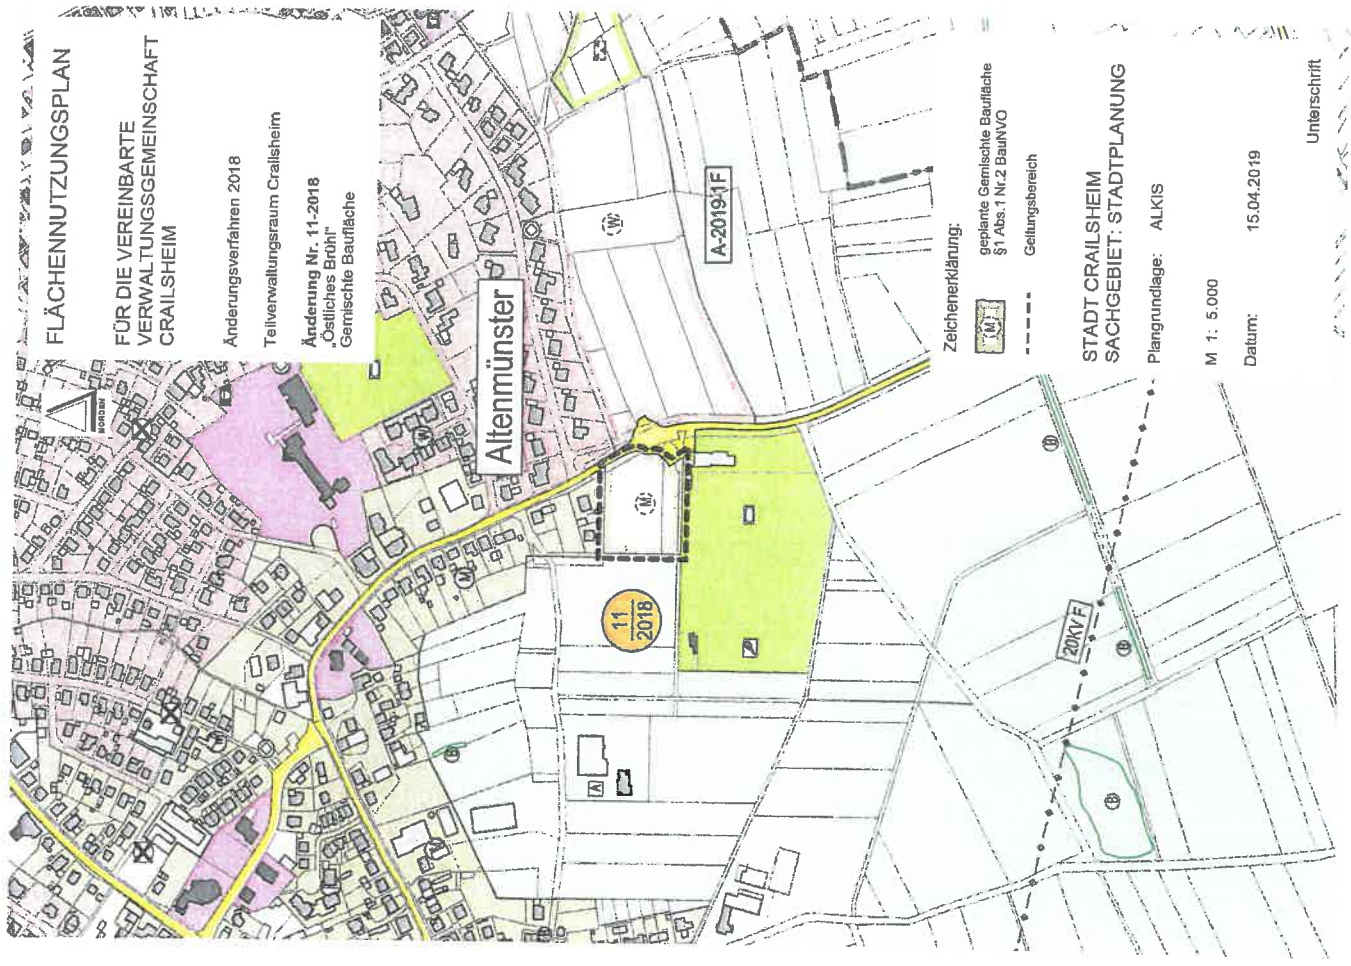 FLÄCHENNUTZUNGSPLAN
FÜR DIE VEREINBARTE
VERWALTUNGSGEMEINSCHAFT
CRAILSHEIM
Änderungsverfahren 2018
Teilverwaltungsraum Crailsheim
Änderung Nr. 11-2018
„Östliches Brühl"
Gemischte Baufläche
NORDEN
Altenmünster
A-2019-1F
W
W
M
M
11
2018
A
A
B
B
B
B
20KV F
Zeichenerklärung:
M
geplante Gemischte Baufläche
§1 Abs.1 Nr.2 BauNVO
Geltungsbereich
STADT CRAILSHEIM
SACHGEBIET: STADTPLANUNG
Plangrundlage: ALKIS
M 1: 5.000
Datum: 15.04.2019
Unterschrift